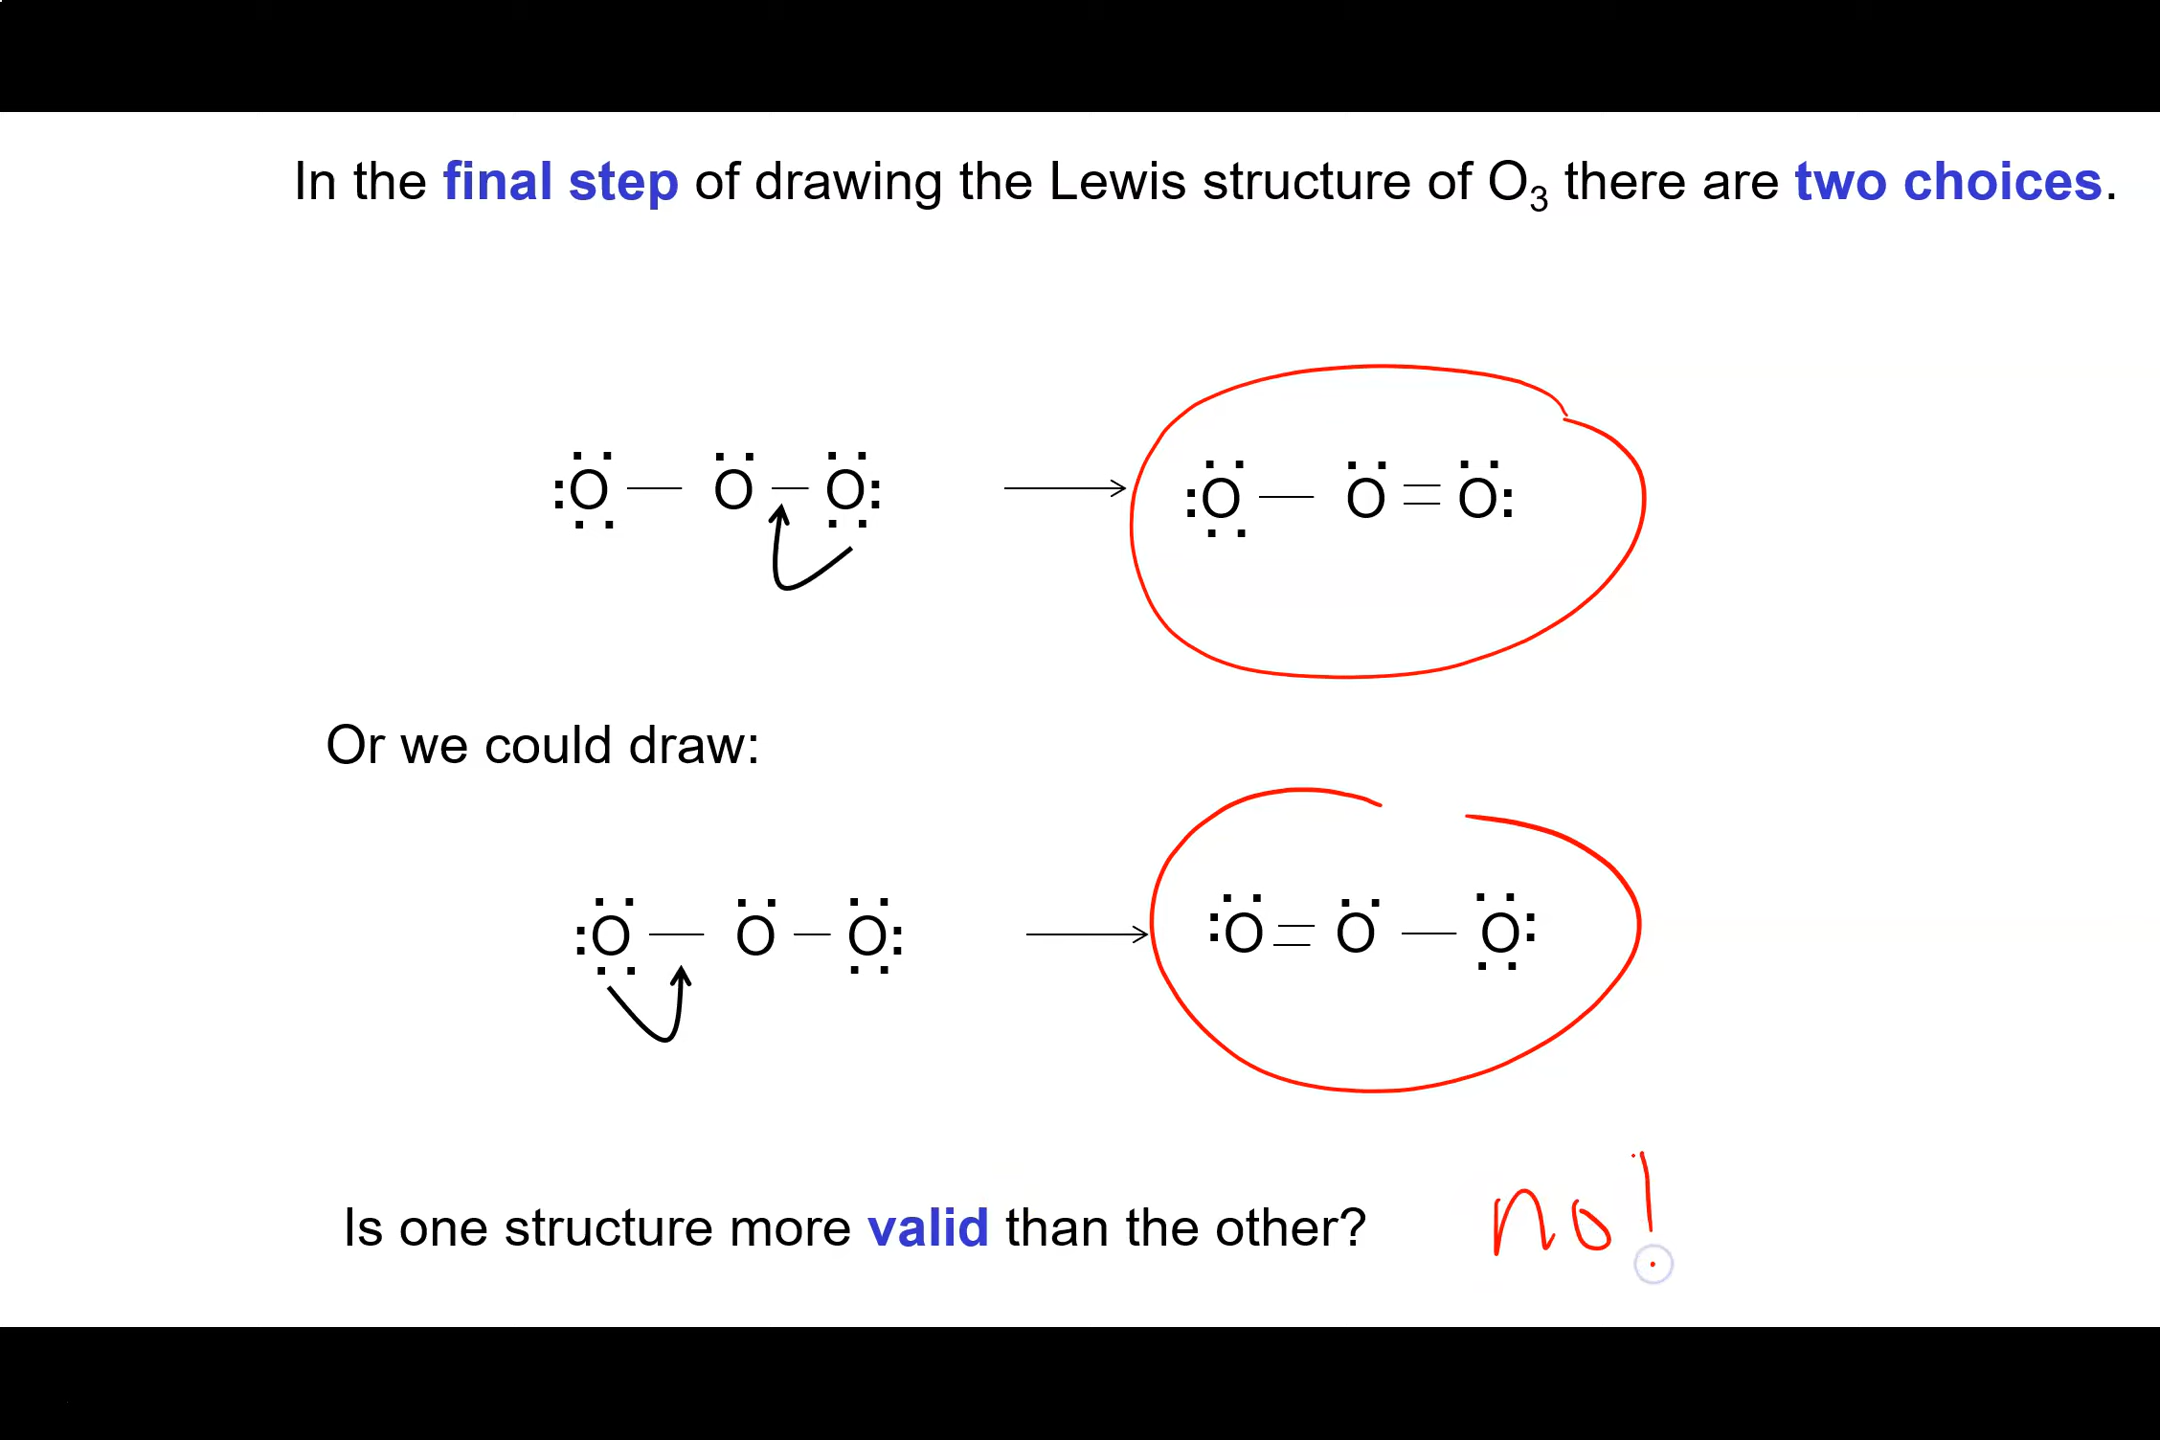 In the final step of drawing the Lewis structure of O₃ there are two choices.
:Ö — Ö — Ö: → :Ö — Ö = Ö:
Or we could draw:
:Ö — Ö — Ö: → :Ö = Ö — Ö:
Is one structure more valid than the other? no!